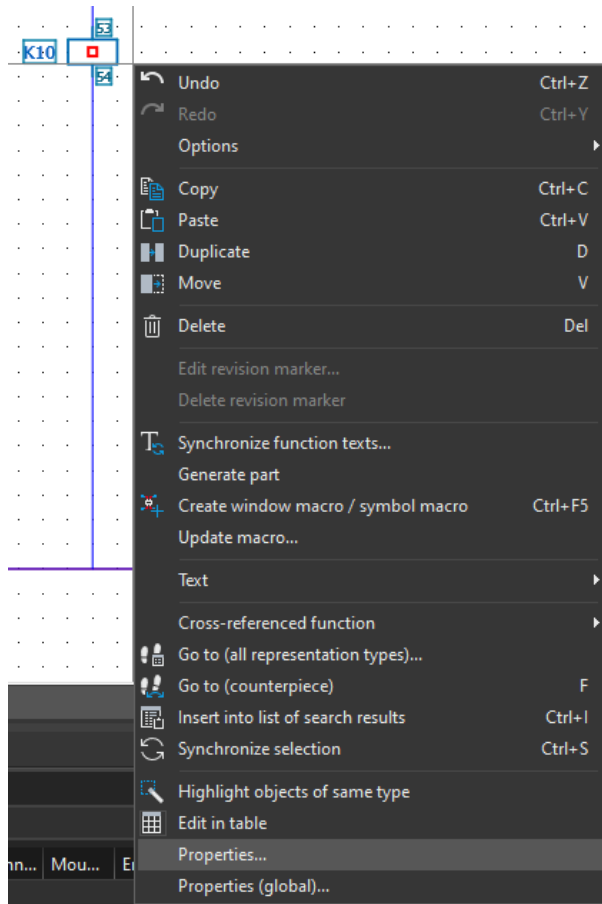 53
K10
54
Undo Ctrl+Z
Redo Ctrl+Y
Options
Copy Ctrl+C
Paste Ctrl+V
Duplicate D
Move V
Delete Del
Edit revision marker...
Delete revision marker
Synchronize function texts...
Generate part
Create window macro / symbol macro Ctrl+F5
Update macro...
Text
Cross-referenced function
Go to (all representation types)...
Go to (counterpiece) F
Insert into list of search results Ctrl+I
Synchronize selection Ctrl+S
Highlight objects of same type
Edit in table
Properties...
nn... Mou...
Properties (global)...